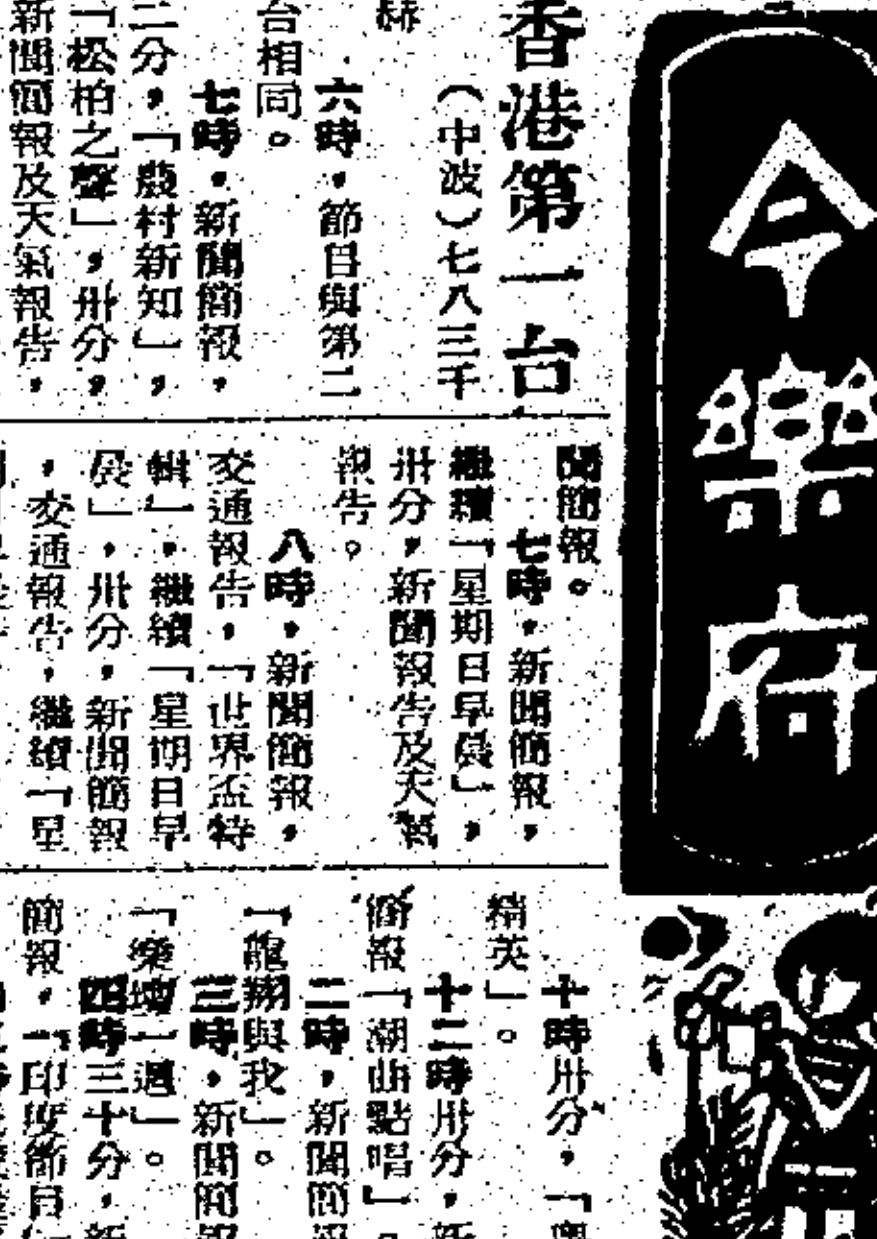 今樂府
香港第一台
（中波）七八三千
赫
六時，節目與第二
台相同。
七時，新聞簡報，
二分，「農村新知」，
「松柏之聲」，卅分，
新聞簡報及天氣報告，
聞簡報。
七時，新聞簡報，
繼續「星期日早晨」，
卅分，新聞報告及天氣
報告。
八時，新聞簡報，
交通報告，「世界盃特
輯」，繼續「星期日早
晨」，卅分，新聞簡報
，交通報告，繼續「星
十時卅分，「粵
精英」。
十二時卅分，新
簡報「潮曲點唱」。
二時，新聞簡報
「龍翔與我」。
三時，新聞簡報
「樂壇一週」。
四時三十分，新
簡報，「印度節目」